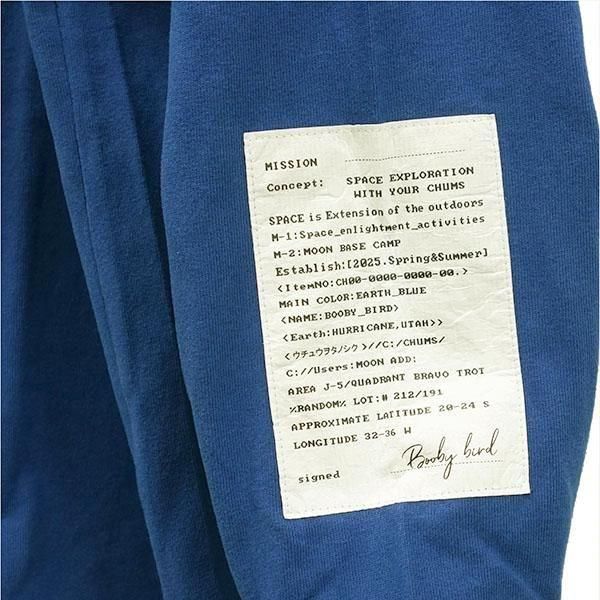 MISSION
Concept: SPACE EXPLORATION
WITH YOUR CHUMS
SPACE is Extension of the outdoors
M-1:Space_enlightment_activities
M-2:MOON BASE CAMP
Establish:[2025.Spring&Summer]
<ItemNO:CH00-0000-0000-00.>
MAIN COLOR:EARTH_BLUE
<NAME:BOOBY_BIRD>
<Earth:HURRICANE,UTAH>>
<ウチュウヲタノシク>//C:/CHUMS/
C://Users:MOON ADD:
AREA J-5/QUADRANT BRAVO TROT
%RANDOM% LOT:# 212/191
APPROXIMATE LATITUDE 20-24 S
LONGITUDE 32-36 W
Booby bird
signed